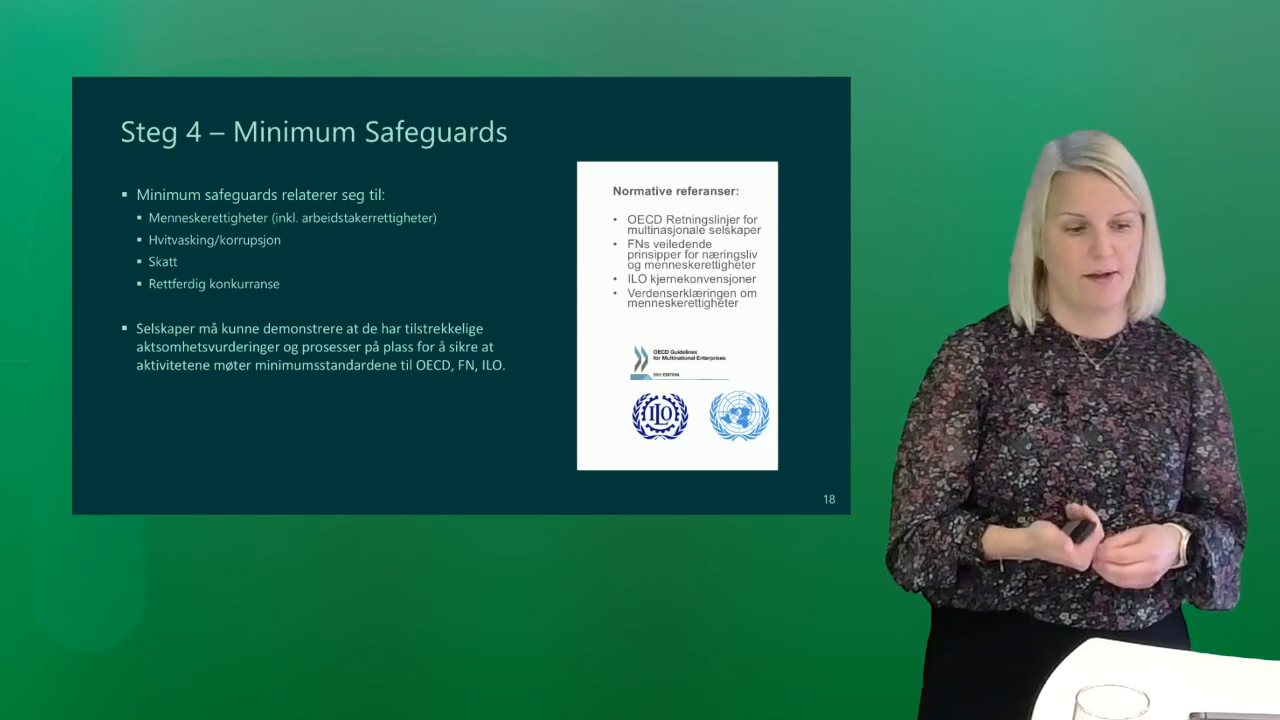 Steg 4 – Minimum Safeguards
▪ Minimum safeguards relaterer seg til:
▪ Menneskerettigheter (inkl. arbeidstakerrettigheter)
▪ Hvitvasking/korrupsjon
▪ Skatt
▪ Rettferdig konkurranse
▪ Selskaper må kunne demonstrere at de har tilstrekkelige
aktsomhetsvurderinger og prosesser på plass for å sikre at
aktivitetene møter minimumsstandardene til OECD, FN, ILO.
Normative referanser:
• OECD Retningslinjer for
multinasjonale selskaper
• FNs veiledende
prinsipper for næringsliv
og menneskerettigheter
• ILO kjernekonvensjoner
• Verdenserklæringen om
menneskerettigheter
OECD Guidelines
for Multinational Enterprises
2011 EDITION
ILO
18